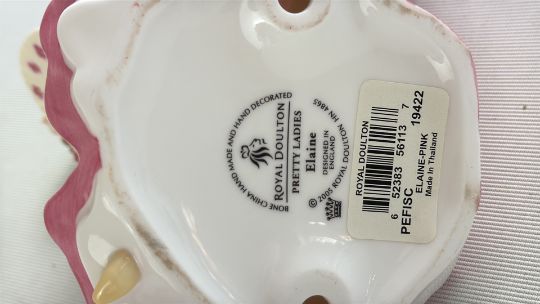 BONE CHINA HAND MADE AND HAND DECORATED
ROYAL DOULTON
PRETTY LADIES
Elaine
DESIGNED IN
ENGLAND
© 2005 ROYAL DOULTON
HN 4865
ROYAL DOULTON
6 52383 56113 7
PEFISC 19422
ELAINE-PINK
Made In Thailand